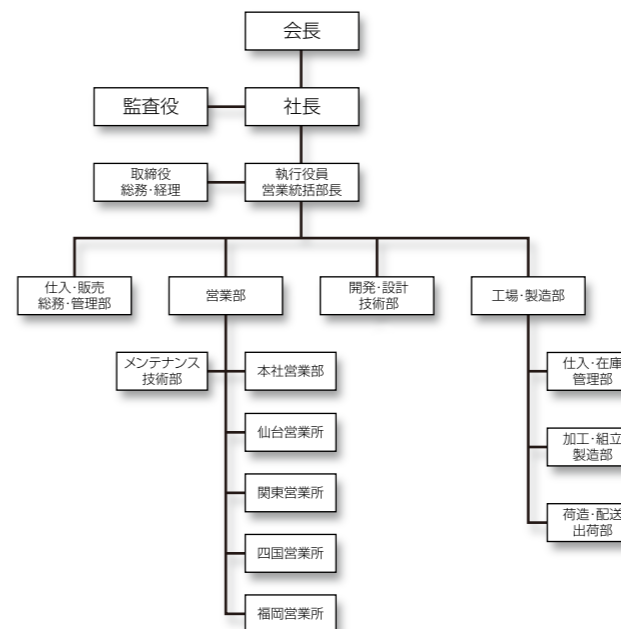 会長
監査役
社長
取締役
総務・経理
執行役員
営業統括部長
仕入・販売
総務・管理部
営業部
開発・設計
技術部
工場・製造部
メンテナンス
技術部
本社営業部
仕入・在庫
管理部
仙台営業所
加工・組立
製造部
関東営業所
荷造・配送
出荷部
四国営業所
福岡営業所